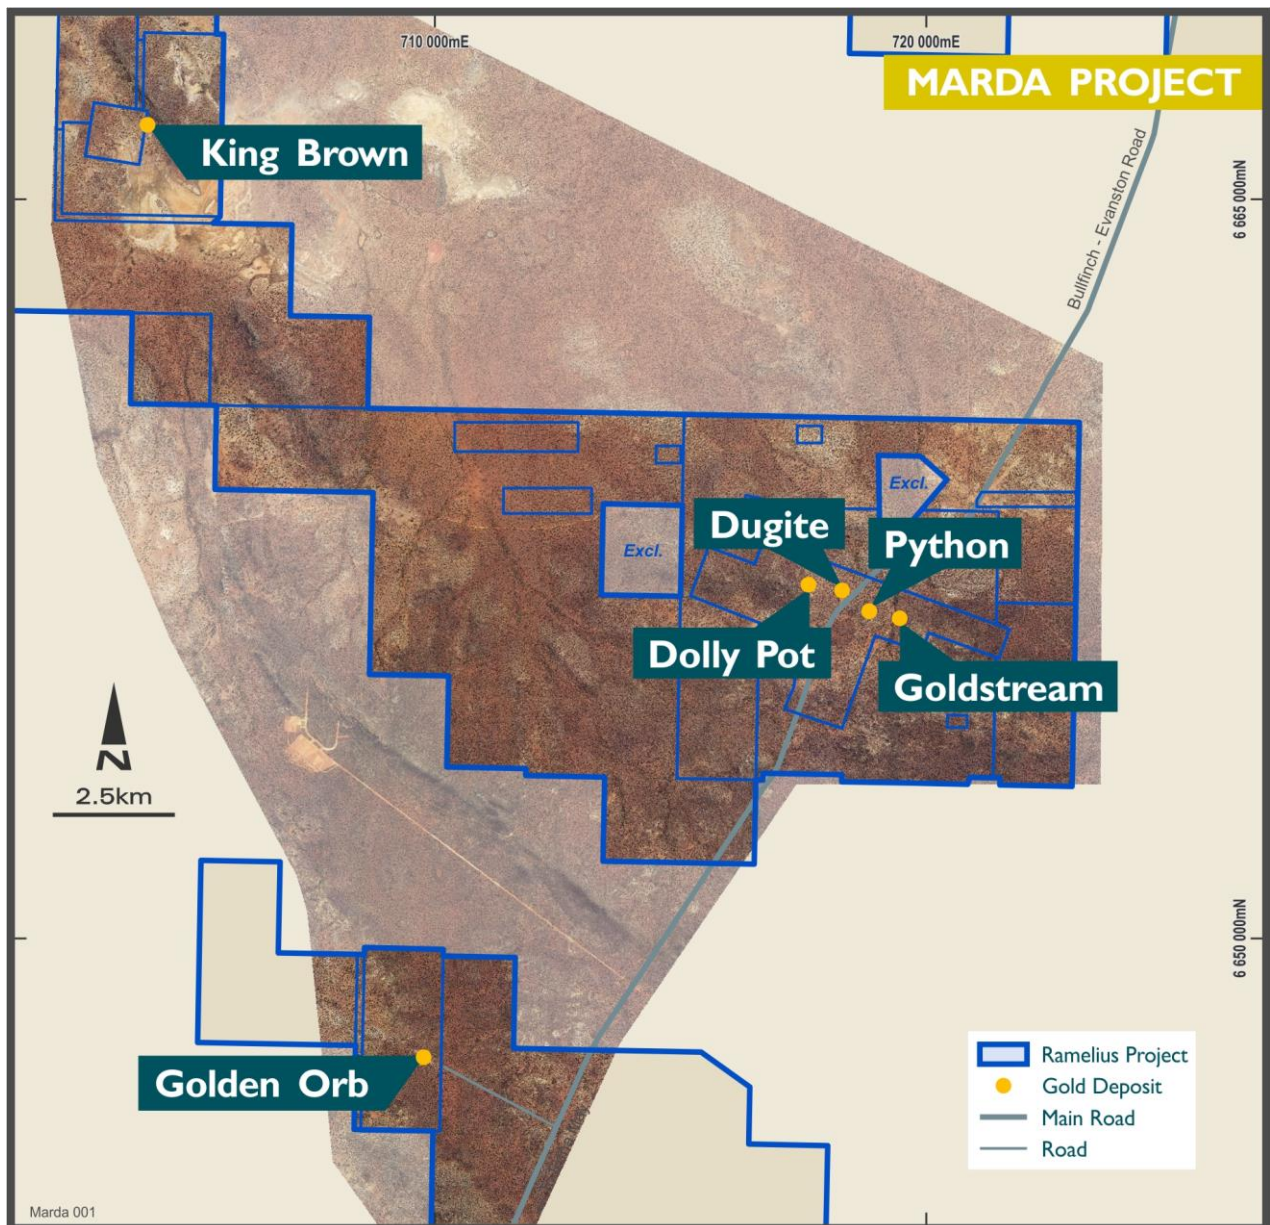 710 000mE
720 000mE
MARDA PROJECT
King Brown
Bullfinch - Evanston Road
6 665 000mN
Excl.
Dugite
Excl.
Python
Dolly Pot
Goldstream
N
2.5km
6 650 000mN
Golden Orb
Ramelius Project
Gold Deposit
Main Road
Road
Marda 001